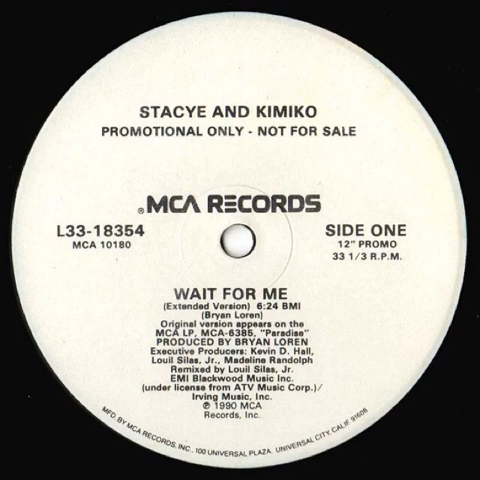 STACYE AND KIMIKO
PROMOTIONAL ONLY - NOT FOR SALE
®MCA RECORDS
L33-18354
MCA 10180
SIDE ONE
12" PROMO
33 1/3 R.P.M.
WAIT FOR ME
(Extended Version) 6:24 BMI
(Bryan Loren)
Original version appears on the
MCA LP, MCA-6385, "Paradise"
PRODUCED BY BRYAN LOREN
Executive Producers: Kevin D. Hall,
Louil Silas, Jr., Madeline Randolph
Remixed by Louil Silas, Jr.
EMI Blackwood Music Inc.
(under license from ATV Music Corp.)/
Irving Music, Inc.
℗ 1990 MCA
Records, Inc.
MFD. BY MCA RECORDS, INC., 100 UNIVERSAL PLAZA, UNIVERSAL CITY, CALIF 91608